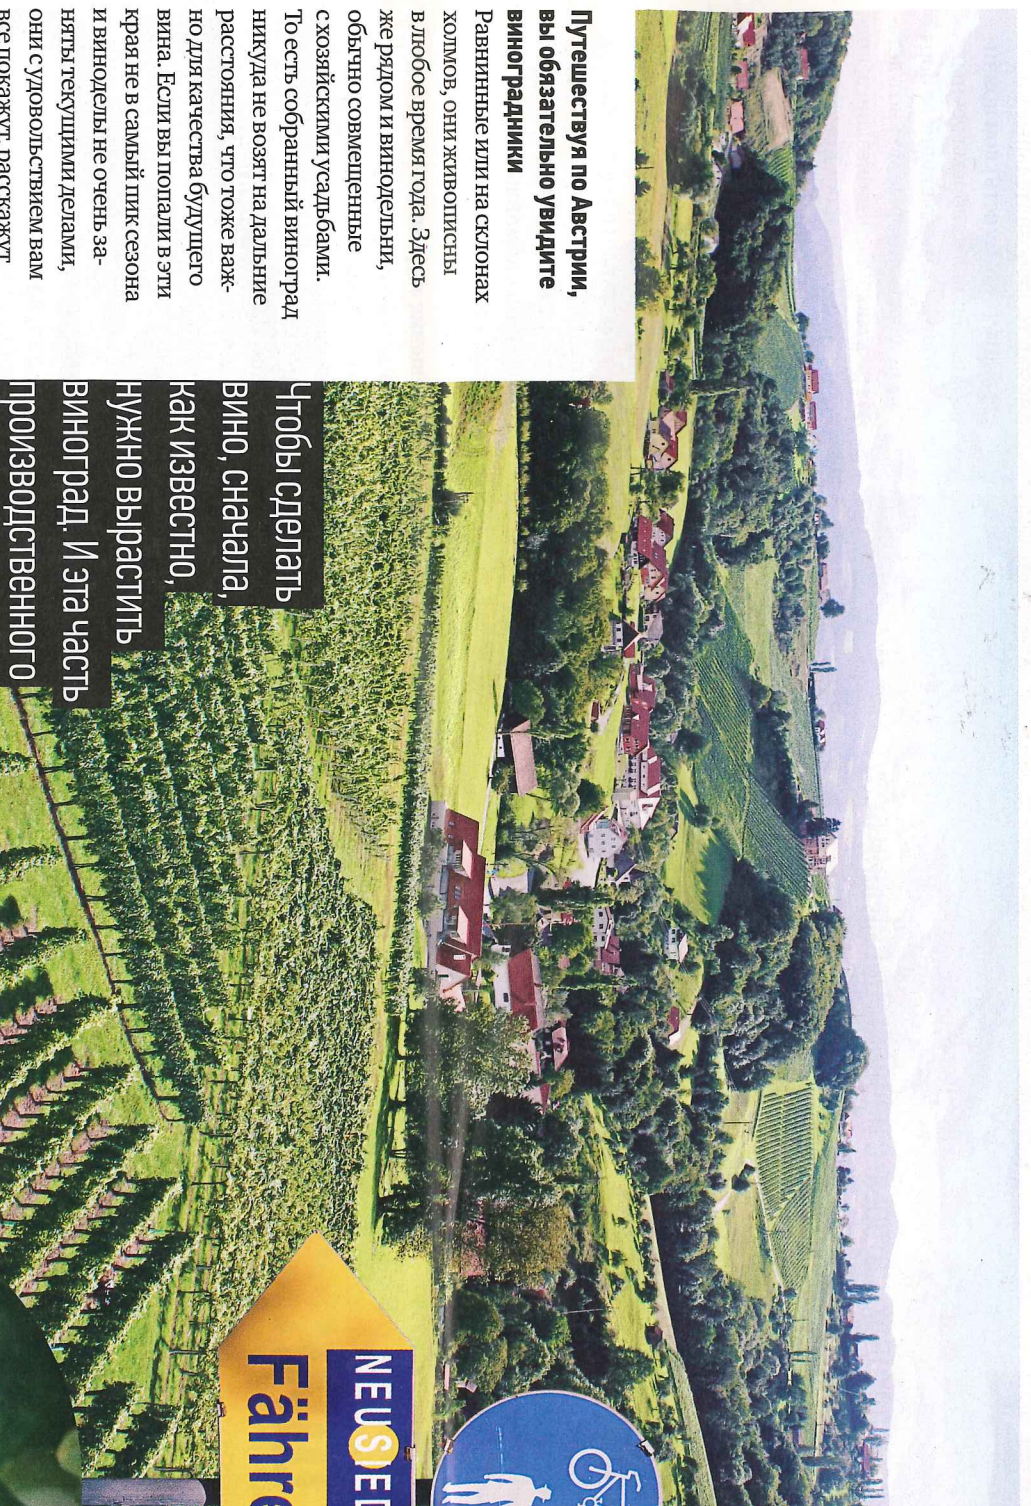 Путешествуя по Австрии,
вы обязательно увидите
виноградники
Равнинные или на склонах
холмов, они живописны
в любое время года. Здесь
же рядом и винодельни,
обычно совмещенные
с хозяйскими усадьбами.
То есть собранный виноград
никуда не возят на дальние
расстояния, что тоже важ-
но для качества будущего
вина. Если вы попали в эти
края не в самый пик сезона
и виноделы не очень за-
няты текущими делами,
они с удовольствием вам
все покажут, расскажут
Чтобы сделать
вино, сначала,
как известно,
нужно вырастить
виноград. И эта часть
производственного
NEUSIED
Fähre